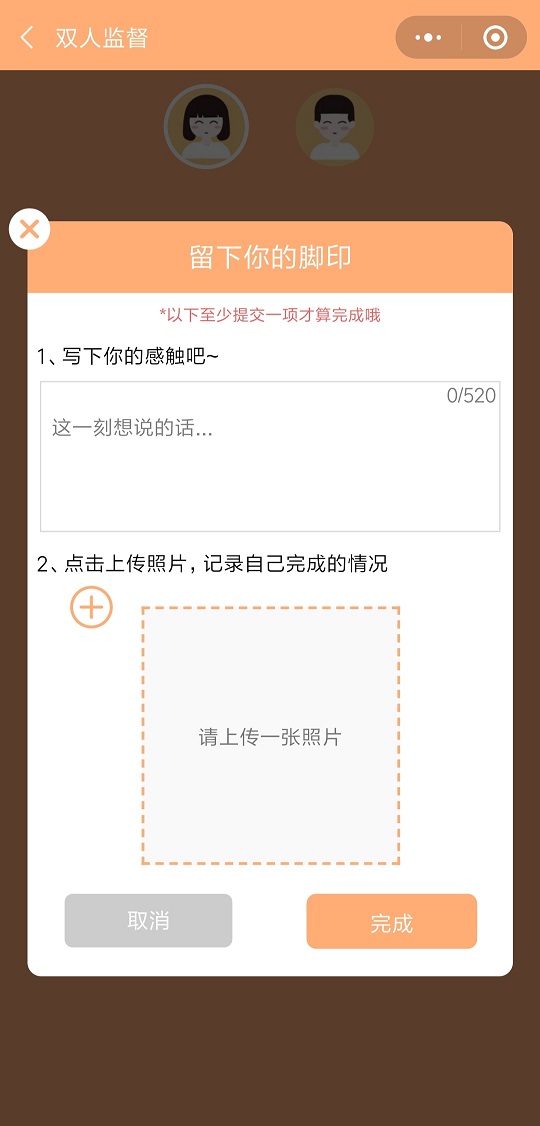 双人监督
留下你的脚印
*以下至少提交一项才算完成哦
1、写下你的感触吧~
0/520
这一刻想说的话...
2、点击上传照片，记录自己完成的情况
请上传一张照片
取消
完成